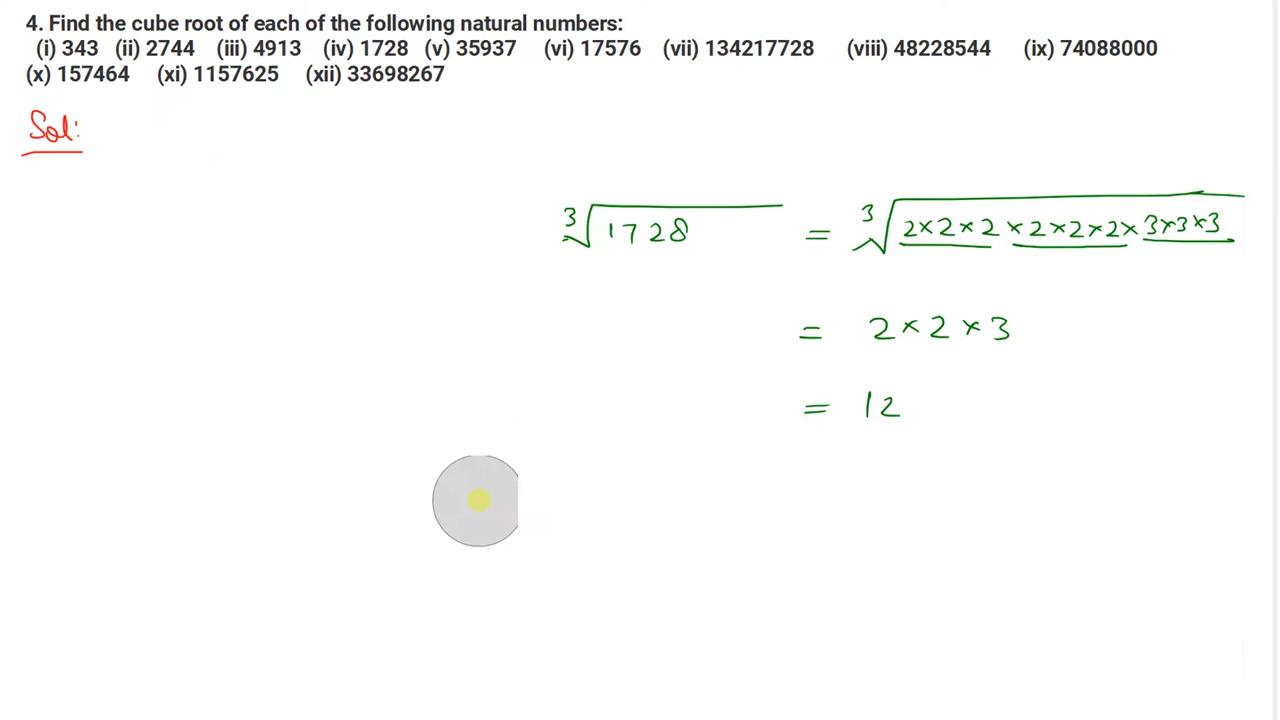 4. Find the cube root of each of the following natural numbers:
(i) 343 (ii) 2744 (iii) 4913 (iv) 1728 (v) 35937 (vi) 17576 (vii) 134217728 (viii) 48228544 (ix) 74088000
(x) 157464 (xi) 1157625 (xii) 33698267
Sol:
∛1728 = ∛2×2×2×2×2×2×3×3×3
= 2×2×3
= 12